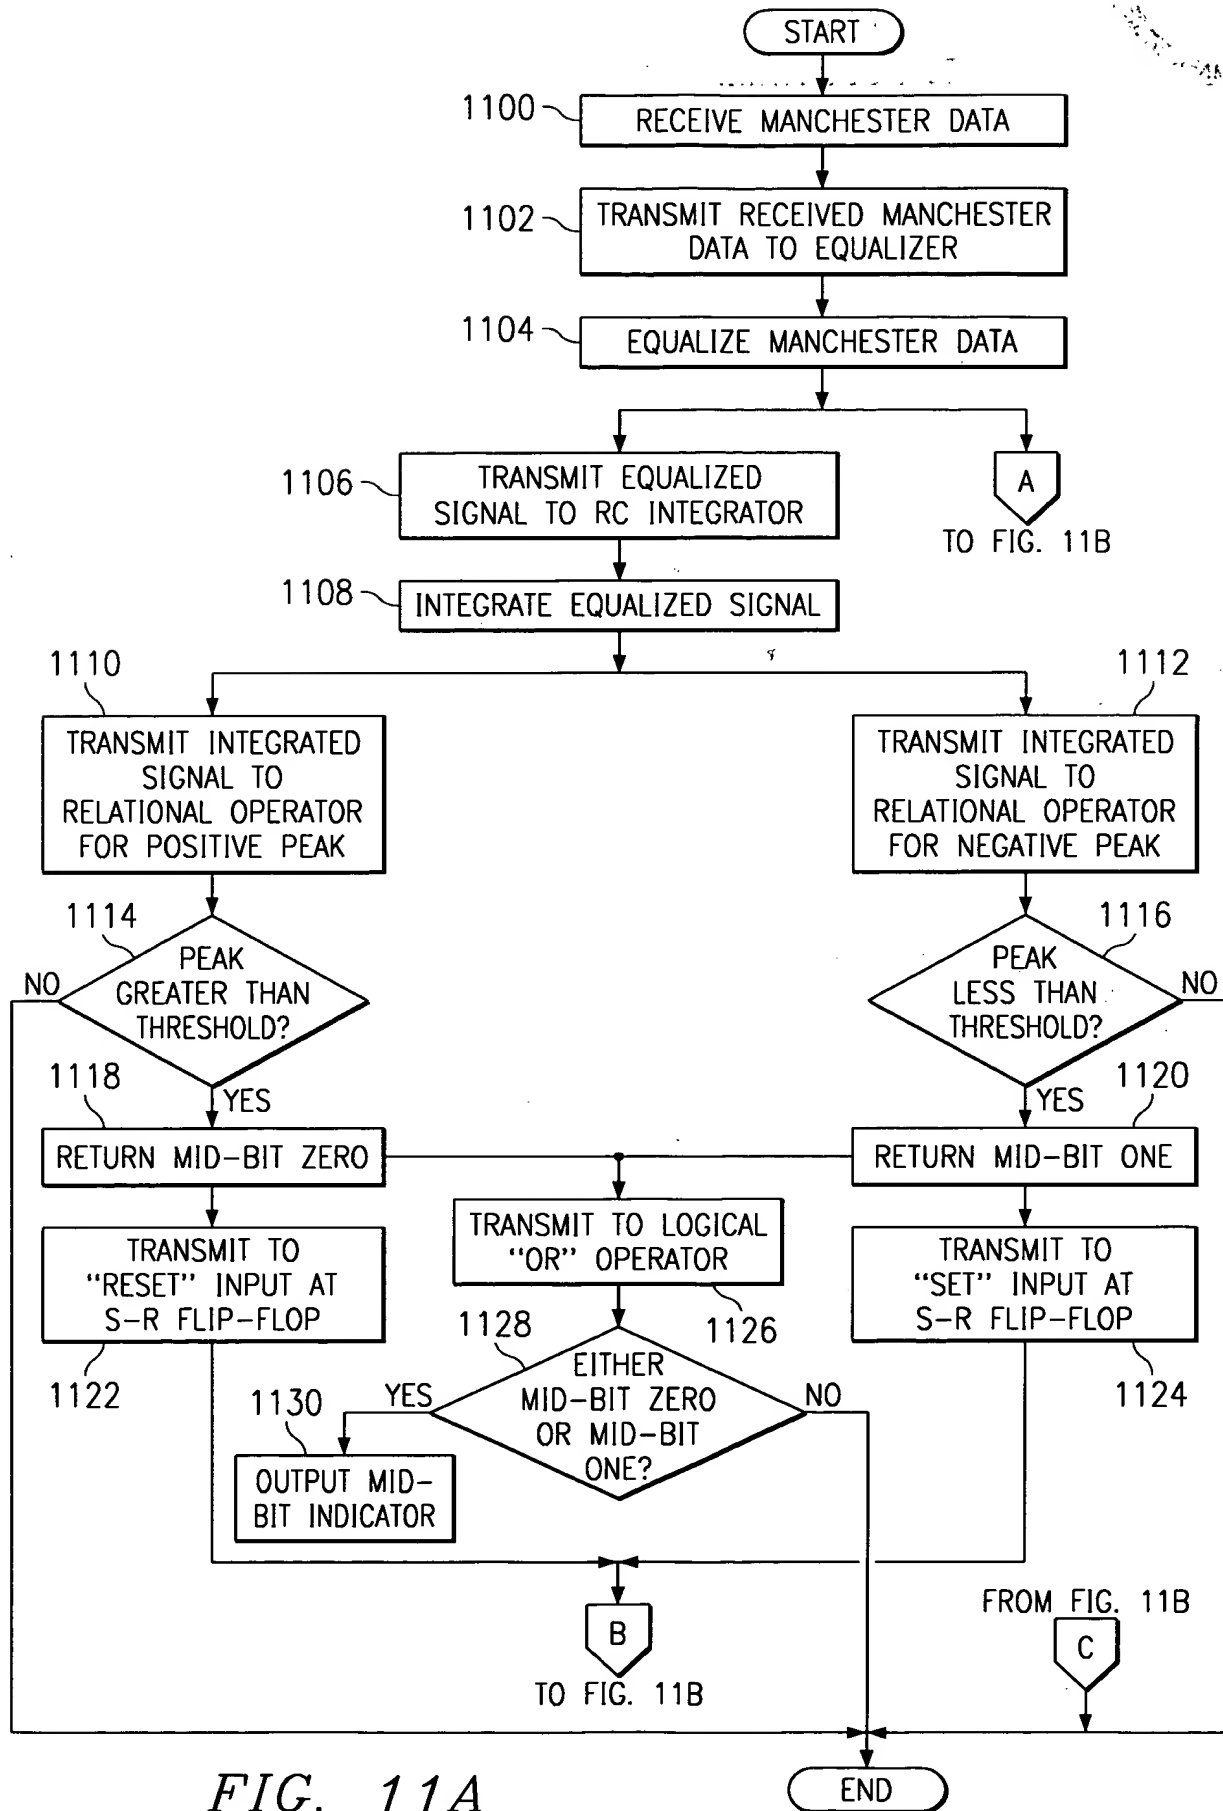 START
1100
RECEIVE MANCHESTER DATA
1102
TRANSMIT RECEIVED MANCHESTER
DATA TO EQUALIZER
1104
EQUALIZE MANCHESTER DATA
1106
TRANSMIT EQUALIZED
SIGNAL TO RC INTEGRATOR
A
TO FIG. 11B
1108
INTEGRATE EQUALIZED SIGNAL
1110
TRANSMIT INTEGRATED
SIGNAL TO
RELATIONAL OPERATOR
FOR POSITIVE PEAK
1112
TRANSMIT INTEGRATED
SIGNAL TO
RELATIONAL OPERATOR
FOR NEGATIVE PEAK
1114
PEAK
GREATER THAN
THRESHOLD?
NO
YES
1116
PEAK
LESS THAN
THRESHOLD?
NO
YES
1118
RETURN MID-BIT ZERO
1120
RETURN MID-BIT ONE
1122
TRANSMIT TO
"RESET" INPUT AT
S-R FLIP-FLOP
TRANSMIT TO LOGICAL
"OR" OPERATOR
1126
TRANSMIT TO
"SET" INPUT AT
S-R FLIP-FLOP
1124
1128
EITHER
MID-BIT ZERO
OR MID-BIT
ONE?
YES
NO
1130
OUTPUT MID-
BIT INDICATOR
B
TO FIG. 11B
FROM FIG. 11B
C
END
FIG. 11A